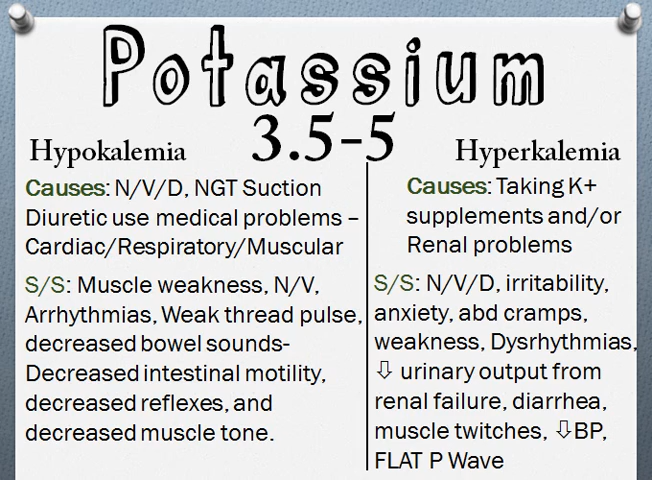 Potassium
3.5-5
Hypokalemia
Causes: N/V/D, NGT Suction
Diuretic use medical problems –
Cardiac/Respiratory/Muscular
S/S: Muscle weakness, N/V,
Arrhythmias, Weak thread pulse,
decreased bowel sounds-
Decreased intestinal motility,
decreased reflexes, and
decreased muscle tone.
Hyperkalemia
Causes: Taking K+
supplements and/or
Renal problems
S/S: N/V/D, irritability,
anxiety, abd cramps,
weakness, Dysrhythmias,
⇩ urinary output from
renal failure, diarrhea,
muscle twitches, ⇩BP,
FLAT P Wave